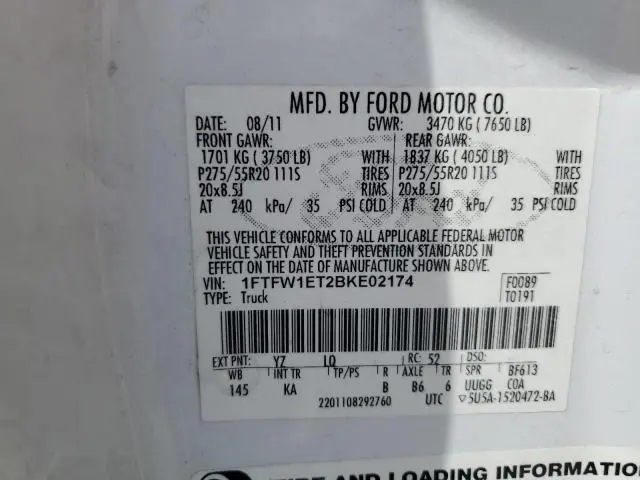 MFD. BY FORD MOTOR CO.
DATE: 08/11 GVWR: 3470 KG ( 7650 LB)
FRONT GAWR: REAR GAWR:
1701 KG ( 3750 LB) WITH 1837 KG ( 4050 LB) WITH
P275/55R20 111S TIRES P275/55R20 111S TIRES
20x8.5J RIMS 20x8.5J RIMS
AT 240 kPa/ 35 PSI COLD AT 240 kPa/ 35 PSI COLD
THIS VEHICLE CONFORMS TO ALL APPLICABLE FEDERAL MOTOR
VEHICLE SAFETY AND THEFT PREVENTION STANDARDS IN
EFFECT ON THE DATE OF MANUFACTURE SHOWN ABOVE.
VIN: 1FTFW1ET2BKE02174 F0089
TYPE: Truck T0191
EXT PNT: YZ LQ RC: 52 DSO:
WB INT TR TP/PS R AXLE TR SPR BF613
145 KA B B6 6 UUGG COA
2201108292760 UTC ▽5U5A-1520472-BA
TIRE AND LOADING INFORMATION